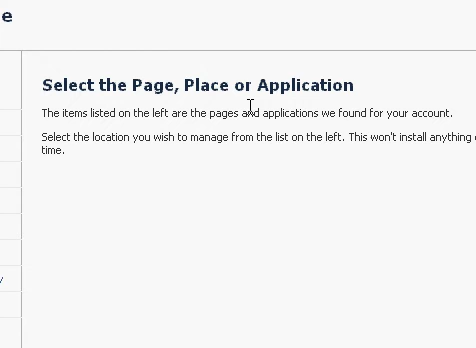 e
Select the Page, Place or Application
The items listed on the left are the pages and applications we found for your account.
Select the location you wish to manage from the list on the left. This won't install anything
time.